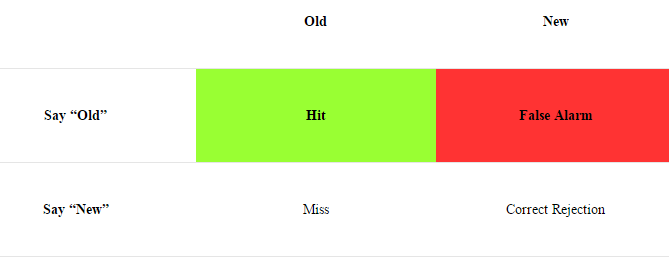 Old New
Say “Old” Hit False Alarm
Say “New” Miss Correct Rejection